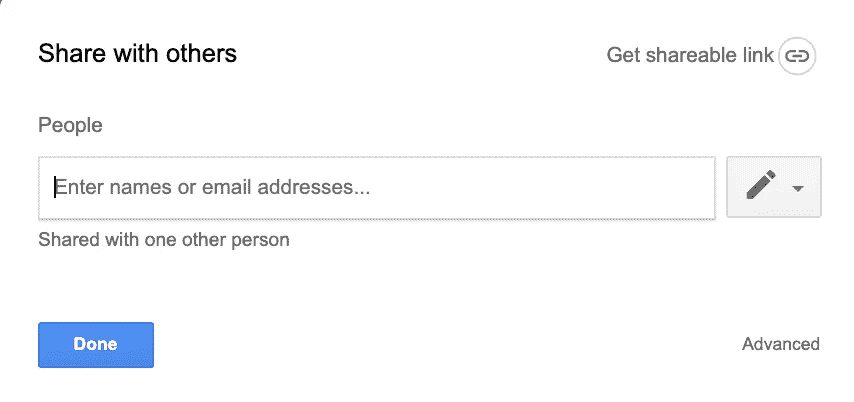 Share with others
Get shareable link
People
Enter names or email addresses...
Shared with one other person
Done
Advanced